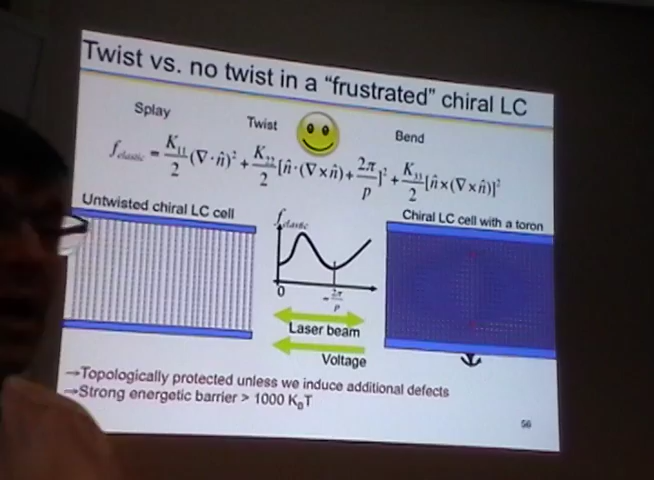 Twist vs. no twist in a "frustrated" chiral LC
Splay Twist Bend
f_elastic = K₁₁/2 (∇·n̂)² + K₂₂/2 [n̂·(∇×n̂) + 2π/p]² + K₃₃/2 [n̂×(∇×n̂)]²
Untwisted chiral LC cell
f_elastic
Chiral LC cell with a toron
0
-2π/p
Laser beam
Voltage
→Topologically protected unless we induce additional defects
→Strong energetic barrier > 1000 K_BT
56